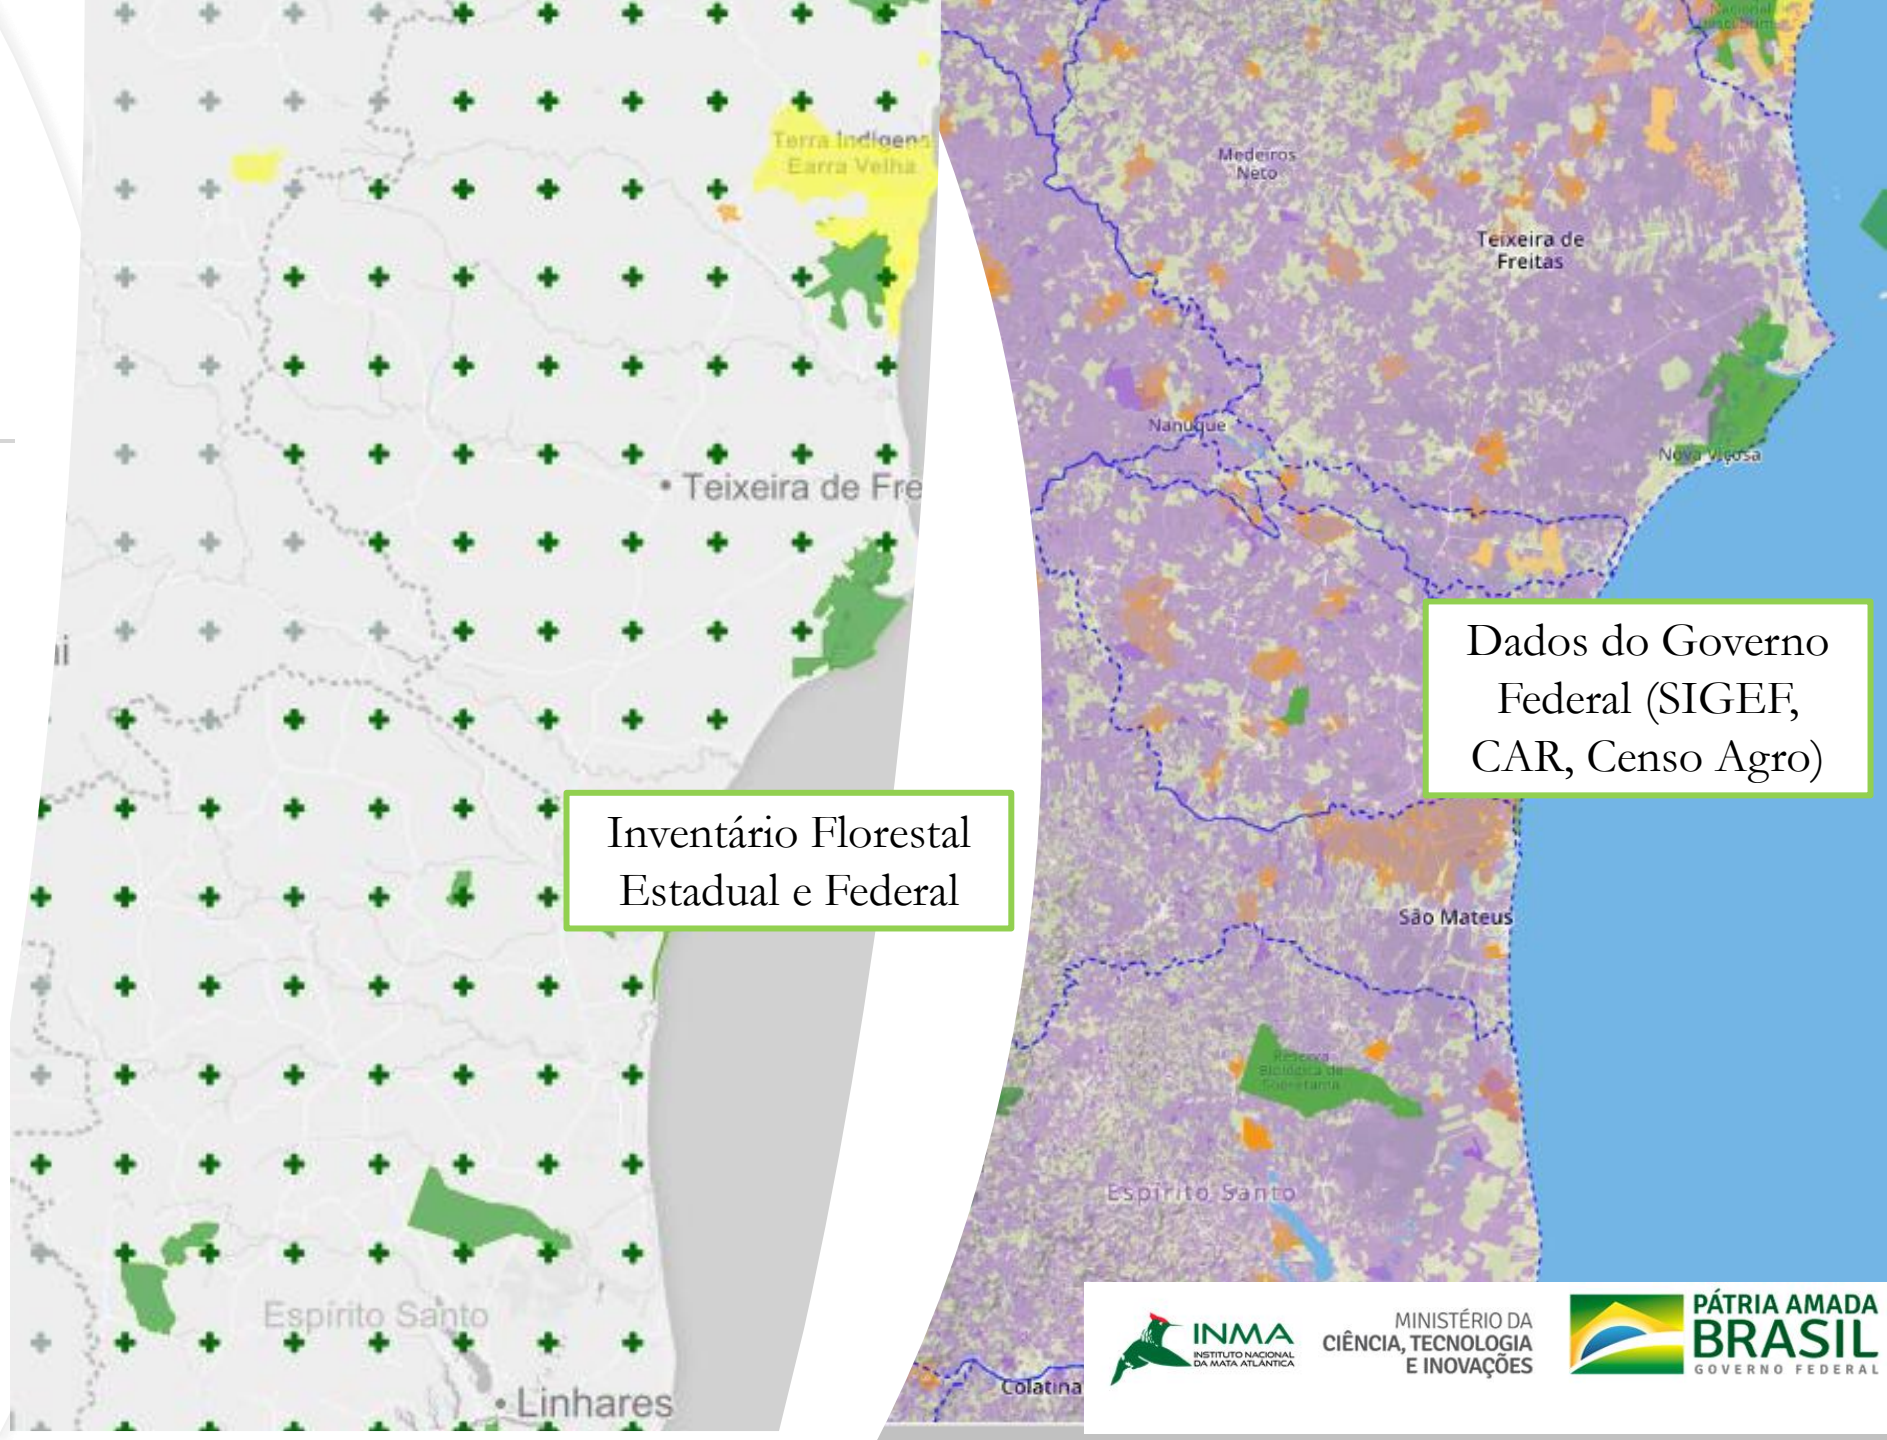 Terra Indígena
Barra Velha
Teixeira de Fre
Inventário Florestal
Estadual e Federal
Espírito Santo
Linhares
Nacional
Medeiros
Neto
Teixeira de
Freitas
Nanuque
Nova Viçosa
Dados do Governo
Federal (SIGEF,
CAR, Censo Agro)
São Mateus
Reserva
Biológica de
Sooretama
Espírito Santo
Colatina
INMA
INSTITUTO NACIONAL
DA MATA ATLÂNTICA
MINISTÉRIO DA
CIÊNCIA, TECNOLOGIA
E INOVAÇÕES
PÁTRIA AMADA
BRASIL
GOVERNO FEDERAL